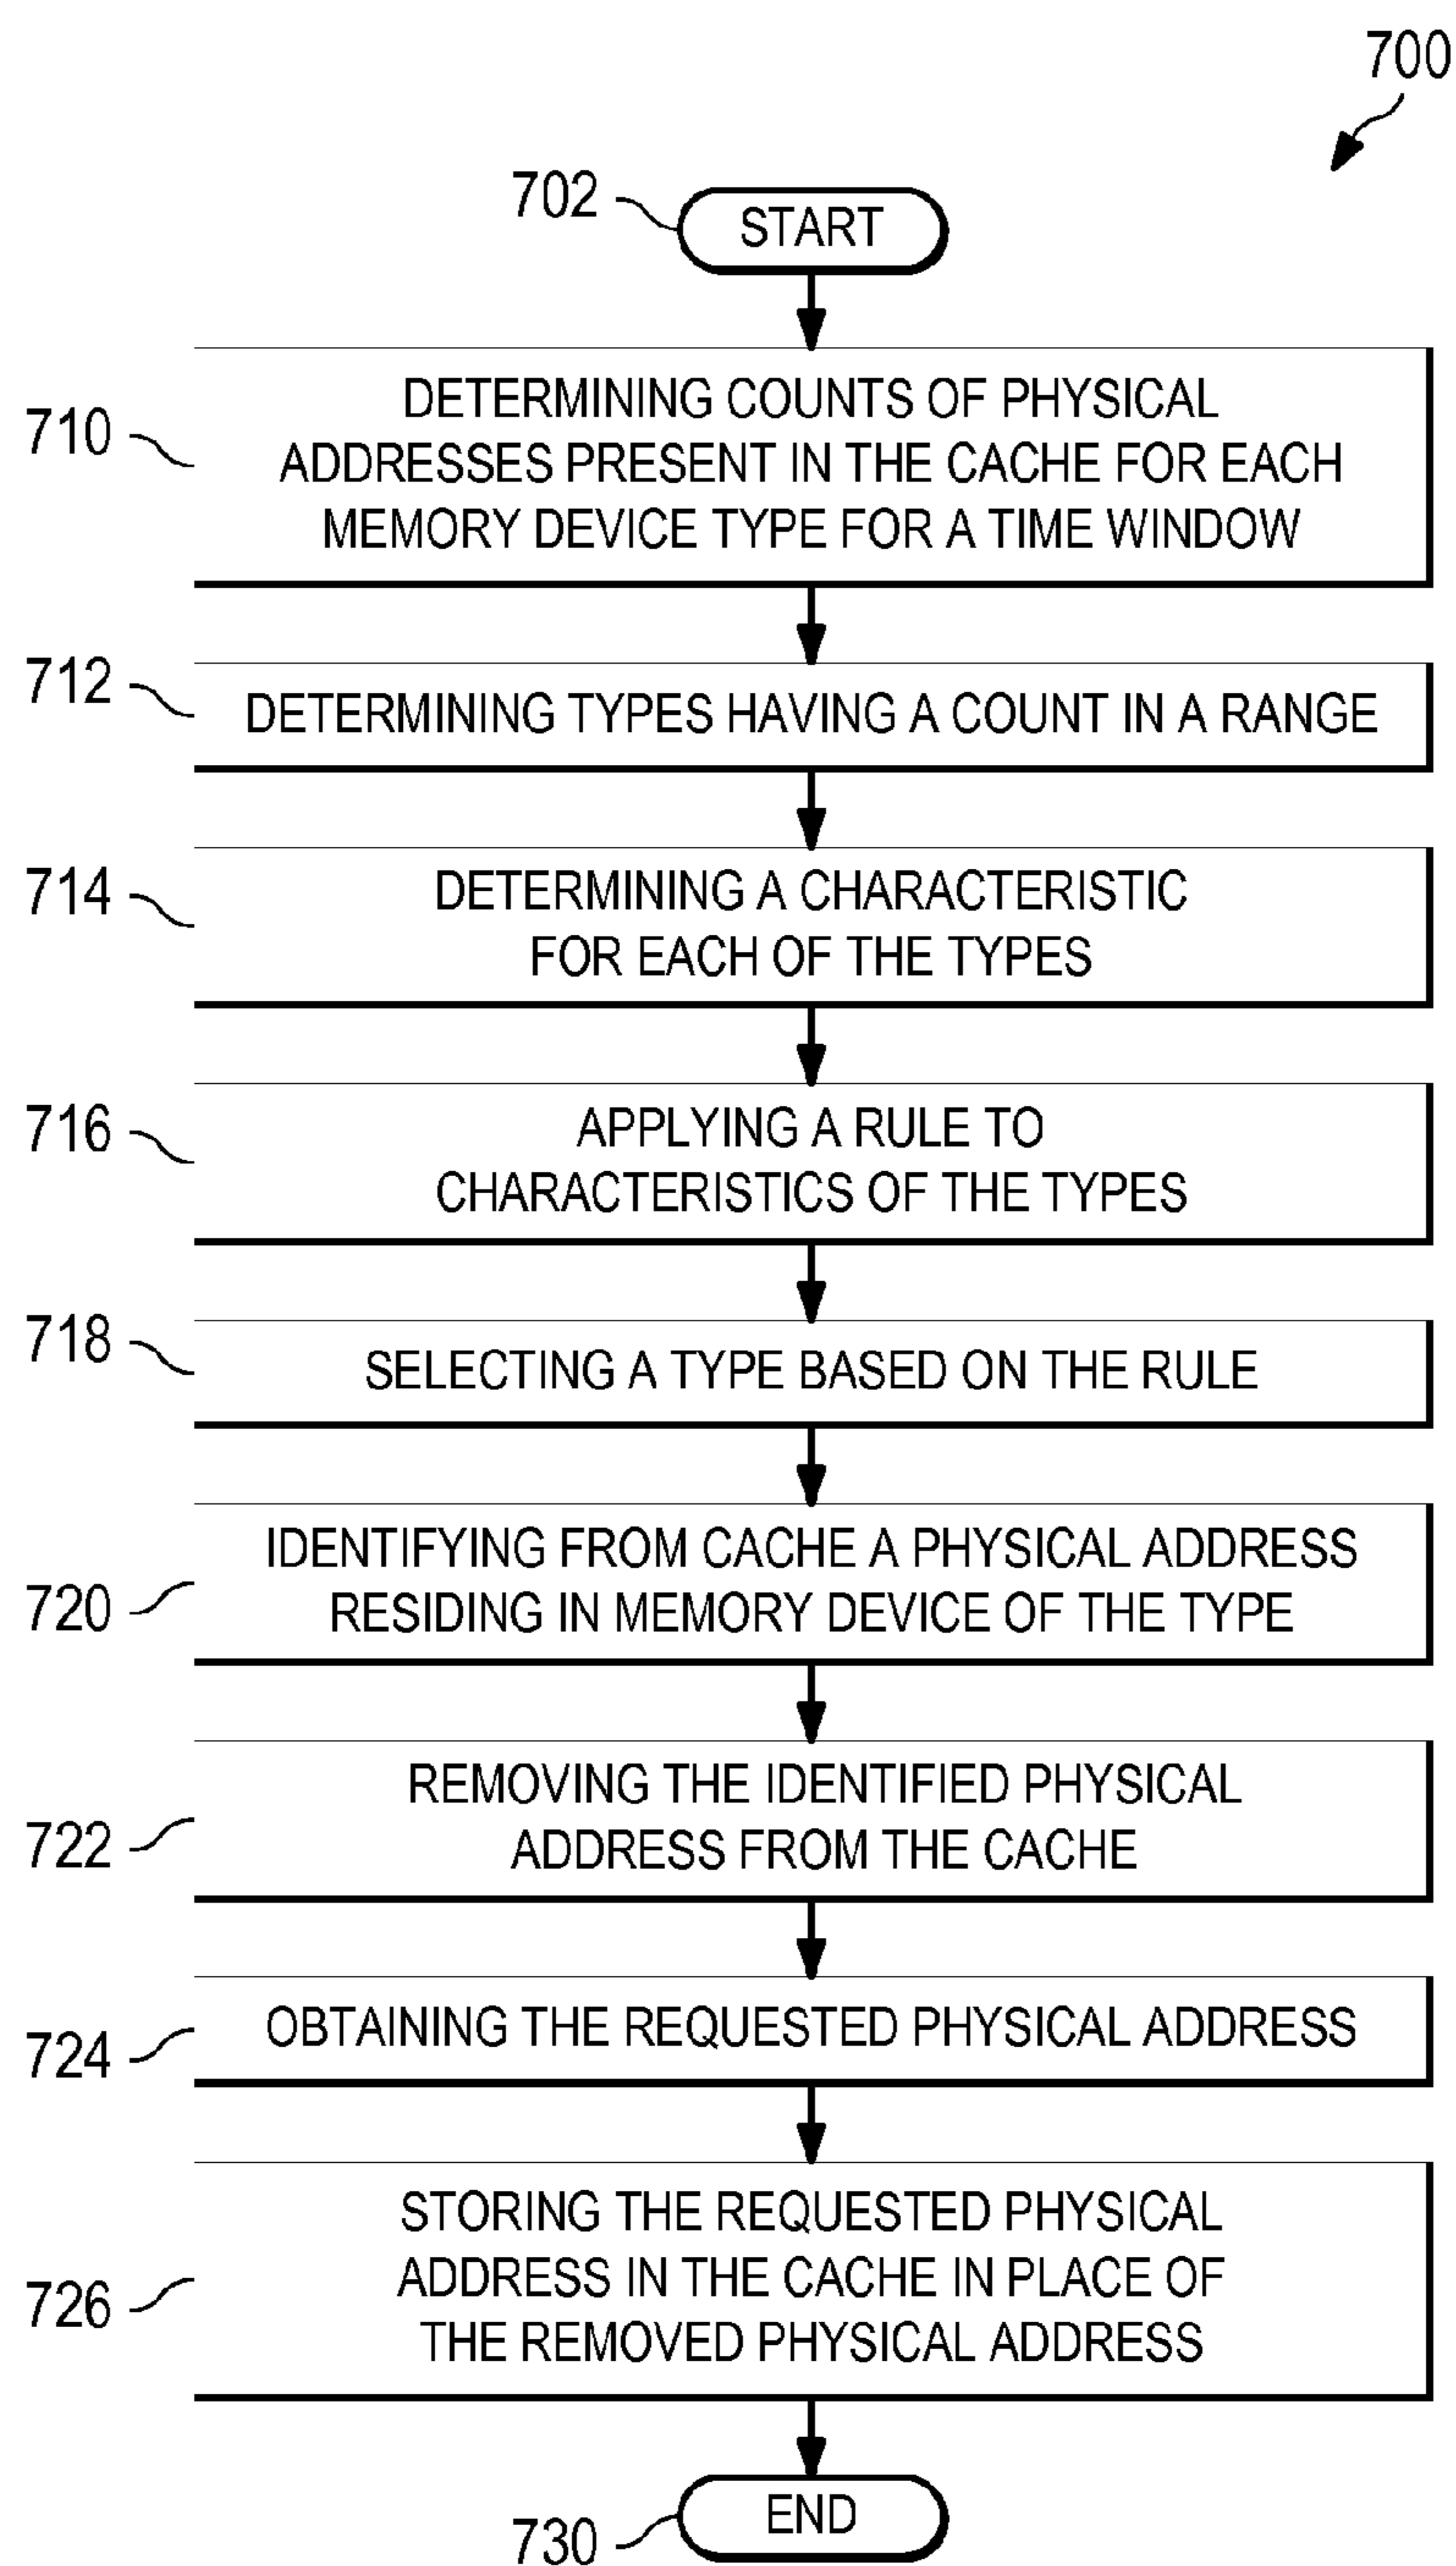 700
702
START
710
DETERMINING COUNTS OF PHYSICAL
ADDRESSES PRESENT IN THE CACHE FOR EACH
MEMORY DEVICE TYPE FOR A TIME WINDOW
712
DETERMINING TYPES HAVING A COUNT IN A RANGE
714
DETERMINING A CHARACTERISTIC
FOR EACH OF THE TYPES
716
APPLYING A RULE TO
CHARACTERISTICS OF THE TYPES
718
SELECTING A TYPE BASED ON THE RULE
720
IDENTIFYING FROM CACHE A PHYSICAL ADDRESS
RESIDING IN MEMORY DEVICE OF THE TYPE
722
REMOVING THE IDENTIFIED PHYSICAL
ADDRESS FROM THE CACHE
724
OBTAINING THE REQUESTED PHYSICAL ADDRESS
726
STORING THE REQUESTED PHYSICAL
ADDRESS IN THE CACHE IN PLACE OF
THE REMOVED PHYSICAL ADDRESS
730
END